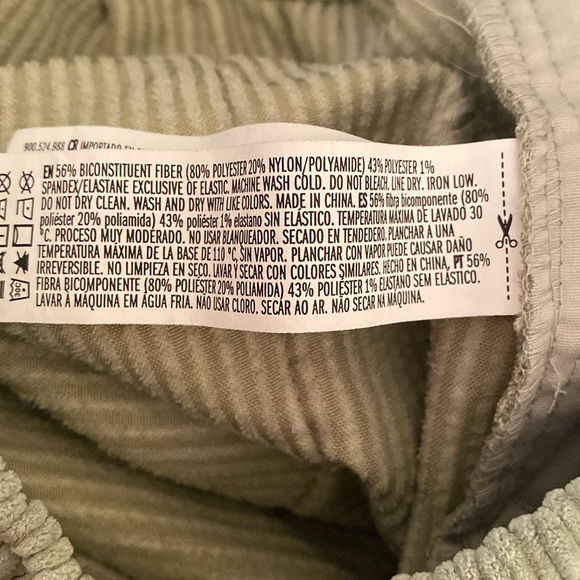 900.524.988 CR IMPORTADO
EN 56% BICONSTITUENT FIBER (80% POLYESTER 20% NYLON/POLYAMIDE) 43% POLYESTER 1%
SPANDEX/ELASTANE EXCLUSIVE OF ELASTIC. MACHINE WASH COLD. DO NOT BLEACH. LINE DRY. IRON LOW.
DO NOT DRY CLEAN. WASH AND DRY WITH LIKE COLORS. MADE IN CHINA. ES 56% fibra bicomponente (80%
poliéster 20% poliamida) 43% poliéster 1% elastano SIN ELÁSTICO. TEMPERATURA MÁXIMA DE LAVADO 30
°C. PROCESO MUY MODERADO. NO USAR BLANQUEADOR. SECADO EN TENDEDERO. PLANCHAR A UNA
TEMPERATURA MÁXIMA DE LA BASE DE 110 °C, SIN VAPOR. PLANCHAR CON VAPOR PUEDE CAUSAR DAÑO
IRREVERSIBLE. NO LIMPIEZA EN SECO. LAVAR Y SECAR CON COLORES SIMILARES. HECHO EN CHINA. PT 56%
FIBRA BICOMPONENTE (80% POLIÉSTER 20% POLIAMIDE) 43% POLIÉSTER 1% ELASTANO SEM ELÁSTICO.
LAVAR À MÁQUINA EM ÁGUA FRIA. NÃO USAR CLORO. SECAR AO AR. NÃO SECAR NA MÁQUINA.